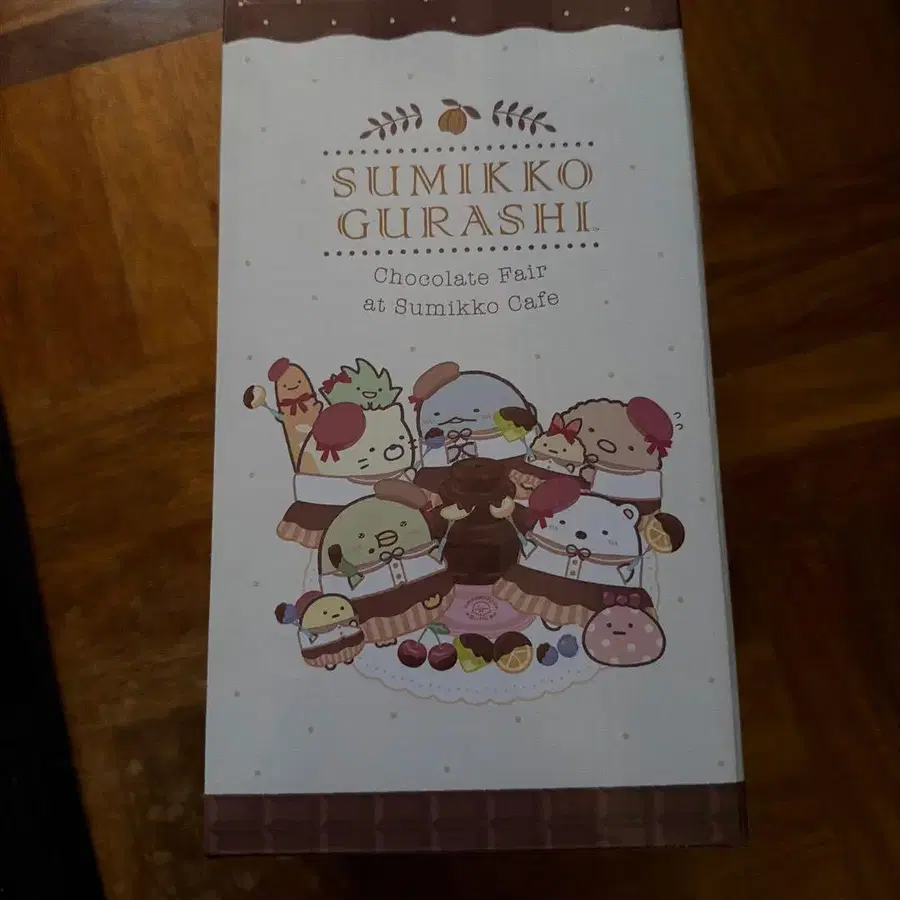 SUMIKKO
GURASHI
Chocolate Fair
at Sumikko Cafe